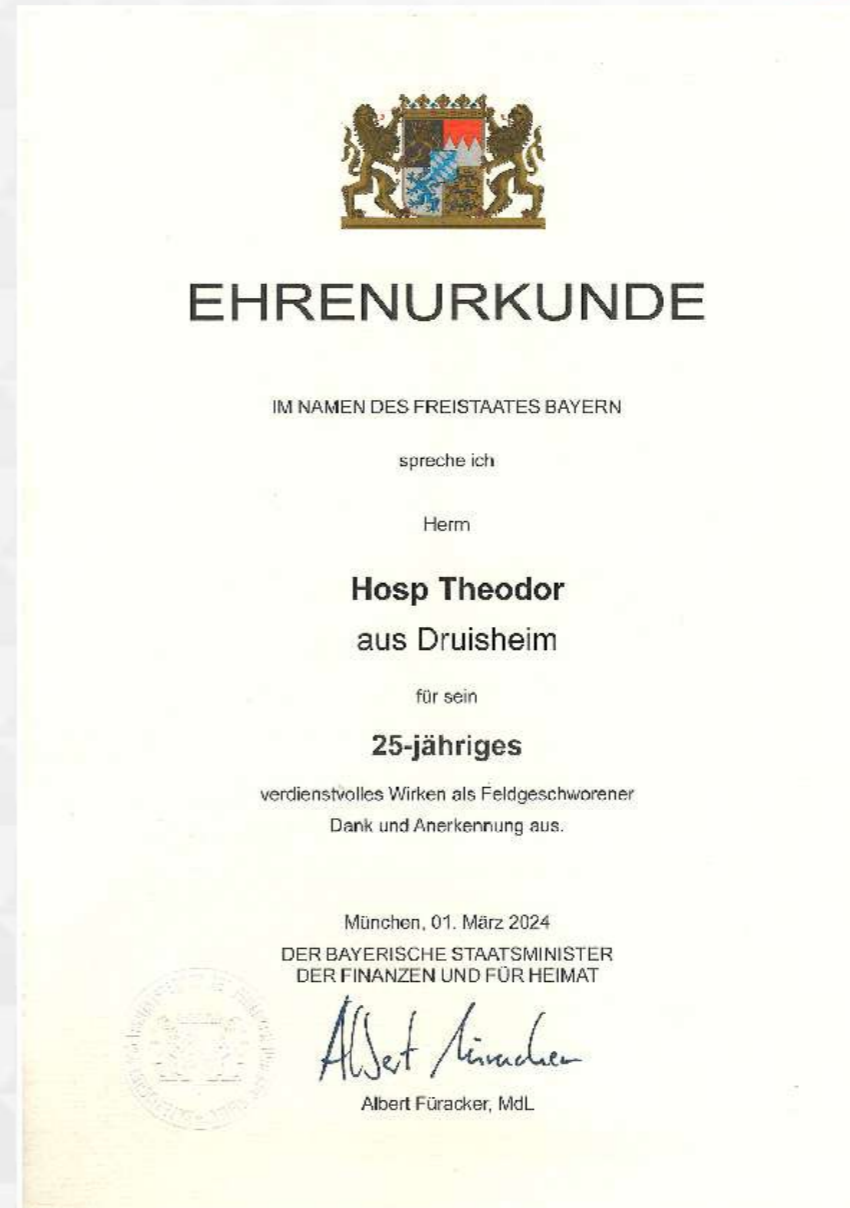 EHRENURKUNDE
IM NAMEN DES FREISTAATES BAYERN
spreche ich
Herrn
Hosp Theodor
aus Druisheim
für sein
25-jähriges
verdienstvolles Wirken als Feldgeschworener
Dank und Anerkennung aus.
München, 01. März 2024
DER BAYERISCHE STAATSMINISTER
DER FINANZEN UND FÜR HEIMAT
Albert Füracker
Albert Füracker, MdL